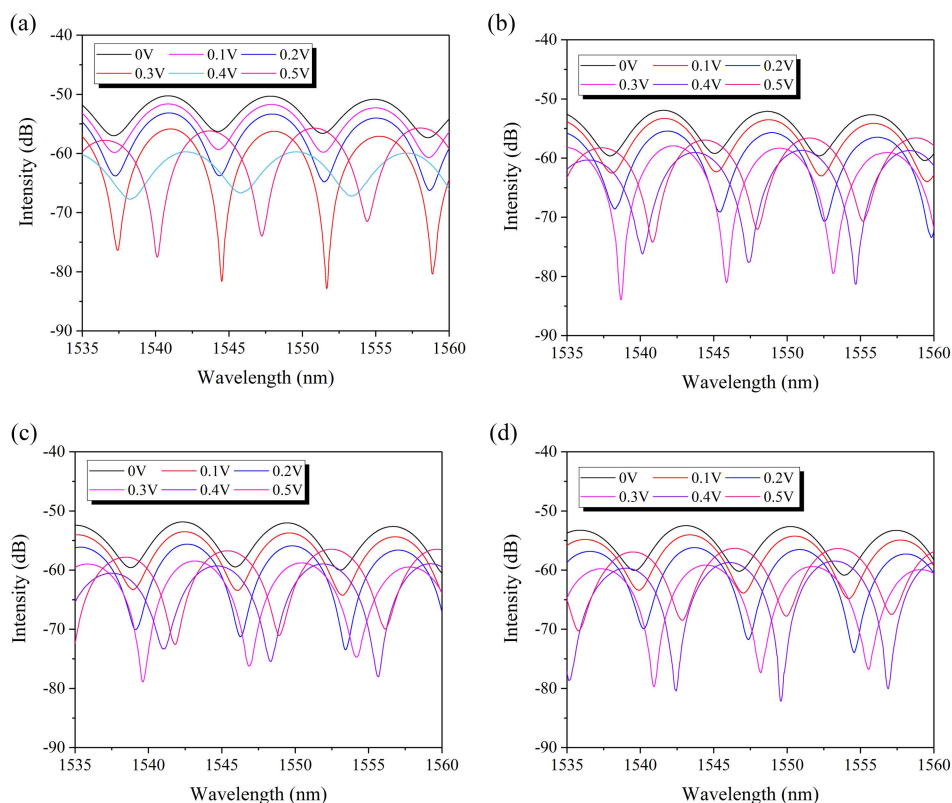 (a)
-40
-50
-60
-70
-80
-90
Intensity (dB)
0V 0.1V 0.2V
0.3V 0.4V 0.5V
1535 1540 1545 1550 1555 1560
Wavelength (nm)
(b)
-40
-50
-60
-70
-80
-90
Intensity (dB)
0V 0.1V 0.2V
0.3V 0.4V 0.5V
1535 1540 1545 1550 1555 1560
Wavelength (nm)
(c)
-40
-50
-60
-70
-80
-90
Intensity (dB)
0V 0.1V 0.2V
0.3V 0.4V 0.5V
1535 1540 1545 1550 1555 1560
Wavelength (nm)
(d)
-40
-50
-60
-70
-80
-90
Intensity (dB)
0V 0.1V 0.2V
0.3V 0.4V 0.5V
1535 1540 1545 1550 1555 1560
Wavelength (nm)